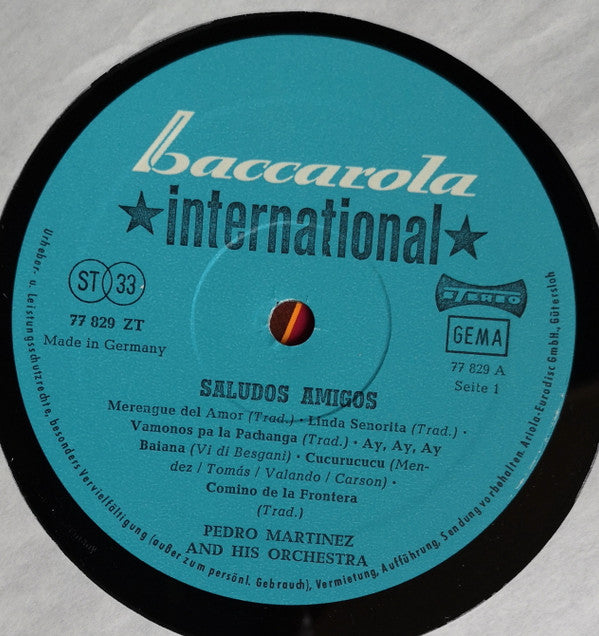 baccarola
★international★
ST 33
77 829 ZT
Made in Germany
STEREO
GEMA
77 829 A
Seite 1
SALUDOS AMIGOS
Merengue del Amor (Trad.) · Linda Senorita (Trad.) ·
Vamonos pa la Pachanga (Trad.) · Ay, Ay, Ay
Baiana (Vi di Besgani) · Cucurucucu (Men-
dez / Tomás / Valando / Carson) ·
Comino de la Frontera
(Trad.)
PEDRO MARTINEZ
AND HIS ORCHESTRA
Urheber- u. Leistungsschutzrechte, besonders Vervielfältigung (außer zum persönl. Gebrauch), Vermietung, Aufführung, Sendung vorbehalten. Ariola-Eurodisc GmbH., Gütersloh